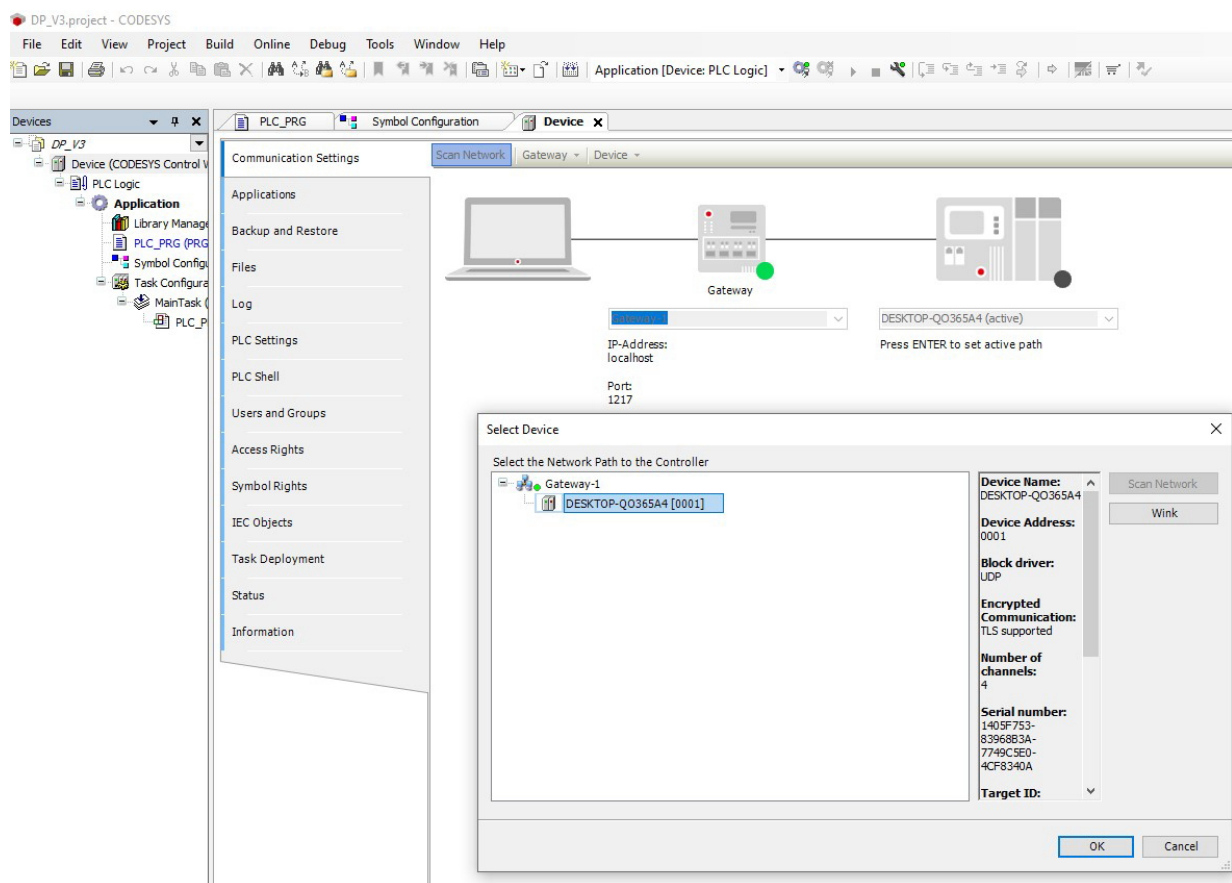 DP_V3.project - CODESYS
File Edit View Project Build Online Debug Tools Window Help
Application [Device: PLC Logic]
Devices
DP_V3
Device (CODESYS Control W
PLC Logic
Application
Library Manage
PLC_PRG (PRG
Symbol Configu
Task Configura
MainTask (
PLC_P
PLC_PRG Symbol Configuration Device
Communication Settings
Applications
Backup and Restore
Files
Log
PLC Settings
PLC Shell
Users and Groups
Access Rights
Symbol Rights
IEC Objects
Task Deployment
Status
Information
Scan Network Gateway Device
Gateway
Gateway-1
DESKTOP-QO365A4 (active)
IP-Address:
localhost
Press ENTER to set active path
Port:
1217
Select Device
Select the Network Path to the Controller
Gateway-1
DESKTOP-QO365A4 [0001]
Device Name:
DESKTOP-QO365A4
Device Address:
0001
Block driver:
UDP
Encrypted
Communication:
TLS supported
Number of
channels:
4
Serial number:
1405F753-
83968B3A-
7749C5E0-
4CF8340A
Target ID:
Scan Network
Wink
OK Cancel